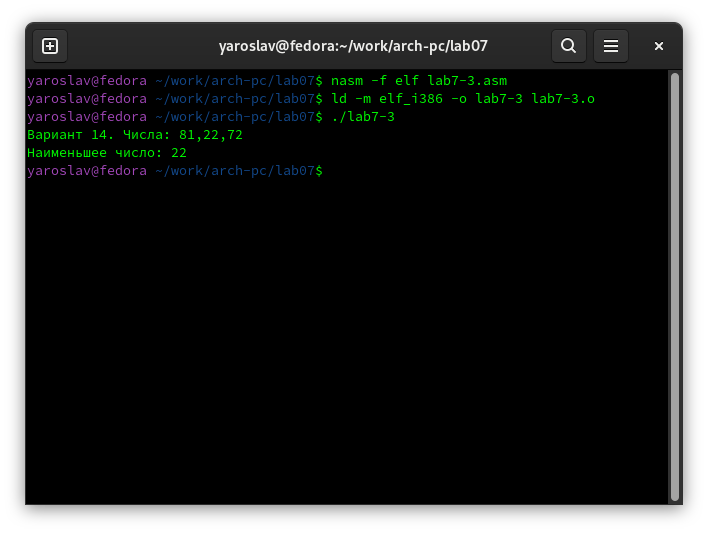 yaroslav@fedora:~/work/arch-pc/lab07
yaroslav@fedora ~/work/arch-pc/lab07$ nasm -f elf lab7-3.asm
yaroslav@fedora ~/work/arch-pc/lab07$ ld -m elf_i386 -o lab7-3 lab7-3.o
yaroslav@fedora ~/work/arch-pc/lab07$ ./lab7-3
Вариант 14. Числа: 81,22,72
Наименьшее число: 22
yaroslav@fedora ~/work/arch-pc/lab07$